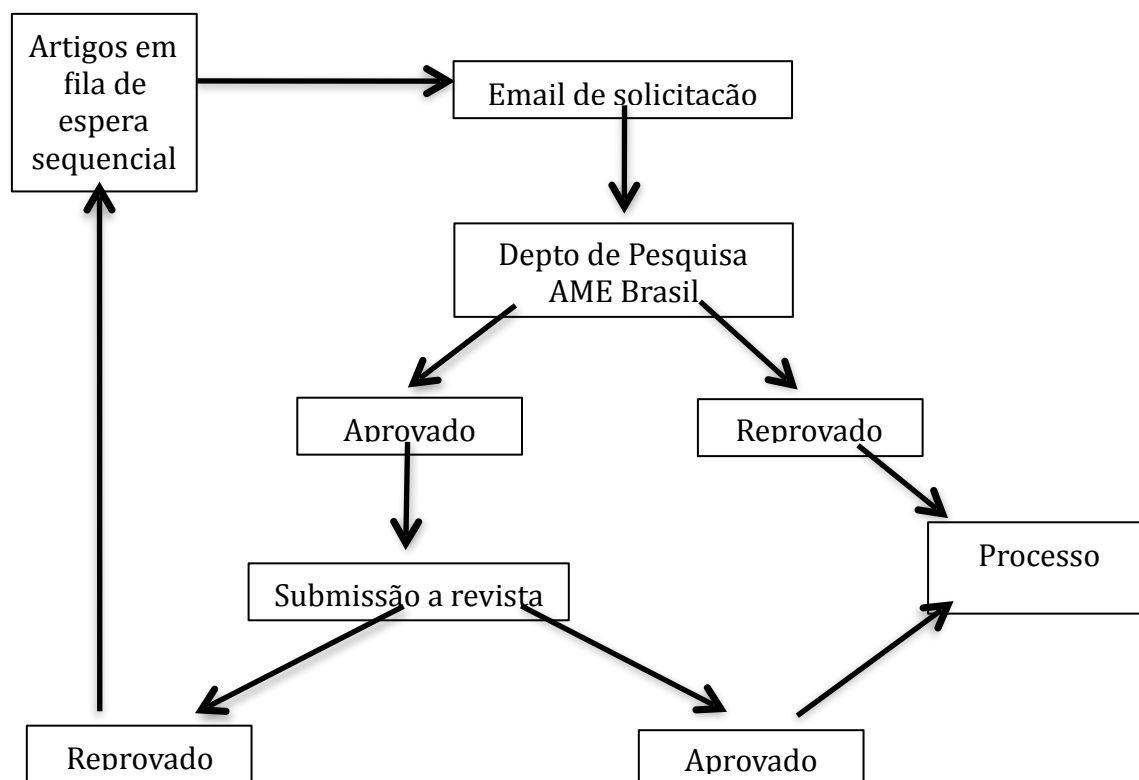 Artigos em
fila de
espera
sequencial
Email de solicitação
Depto de Pesquisa
AME Brasil
Aprovado
Reprovado
Processo
Submissão a revista
Reprovado
Aprovado